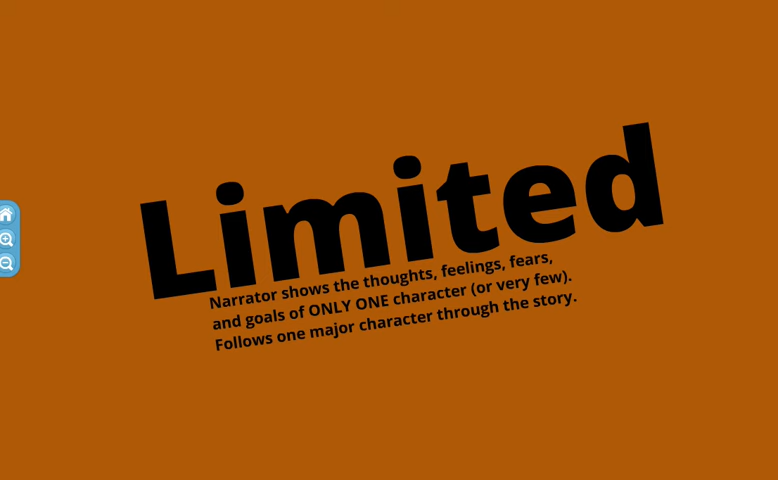 Limited
Narrator shows the thoughts, feelings, fears,
and goals of ONLY ONE character (or very few).
Follows one major character through the story.